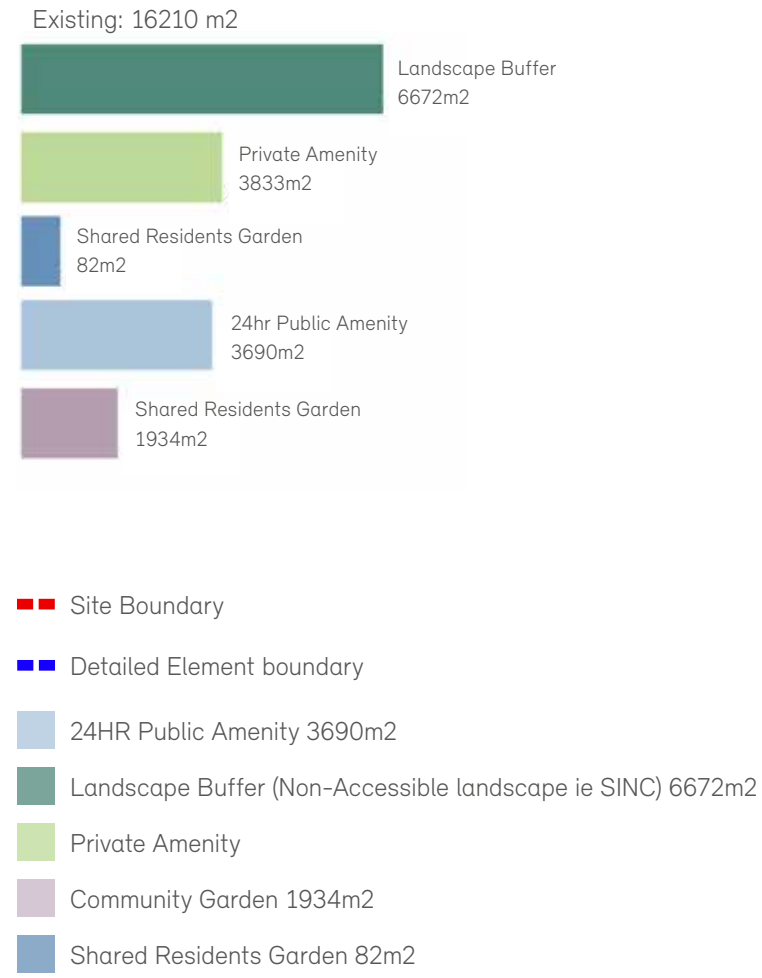 Existing: 16210 m2
Landscape Buffer
6672m2
Private Amenity
3833m2
Shared Residents Garden
82m2
24hr Public Amenity
3690m2
Shared Residents Garden
1934m2
Site Boundary
Detailed Element boundary
24HR Public Amenity 3690m2
Landscape Buffer (Non-Accessible landscape ie SINC) 6672m2
Private Amenity
Community Garden 1934m2
Shared Residents Garden 82m2